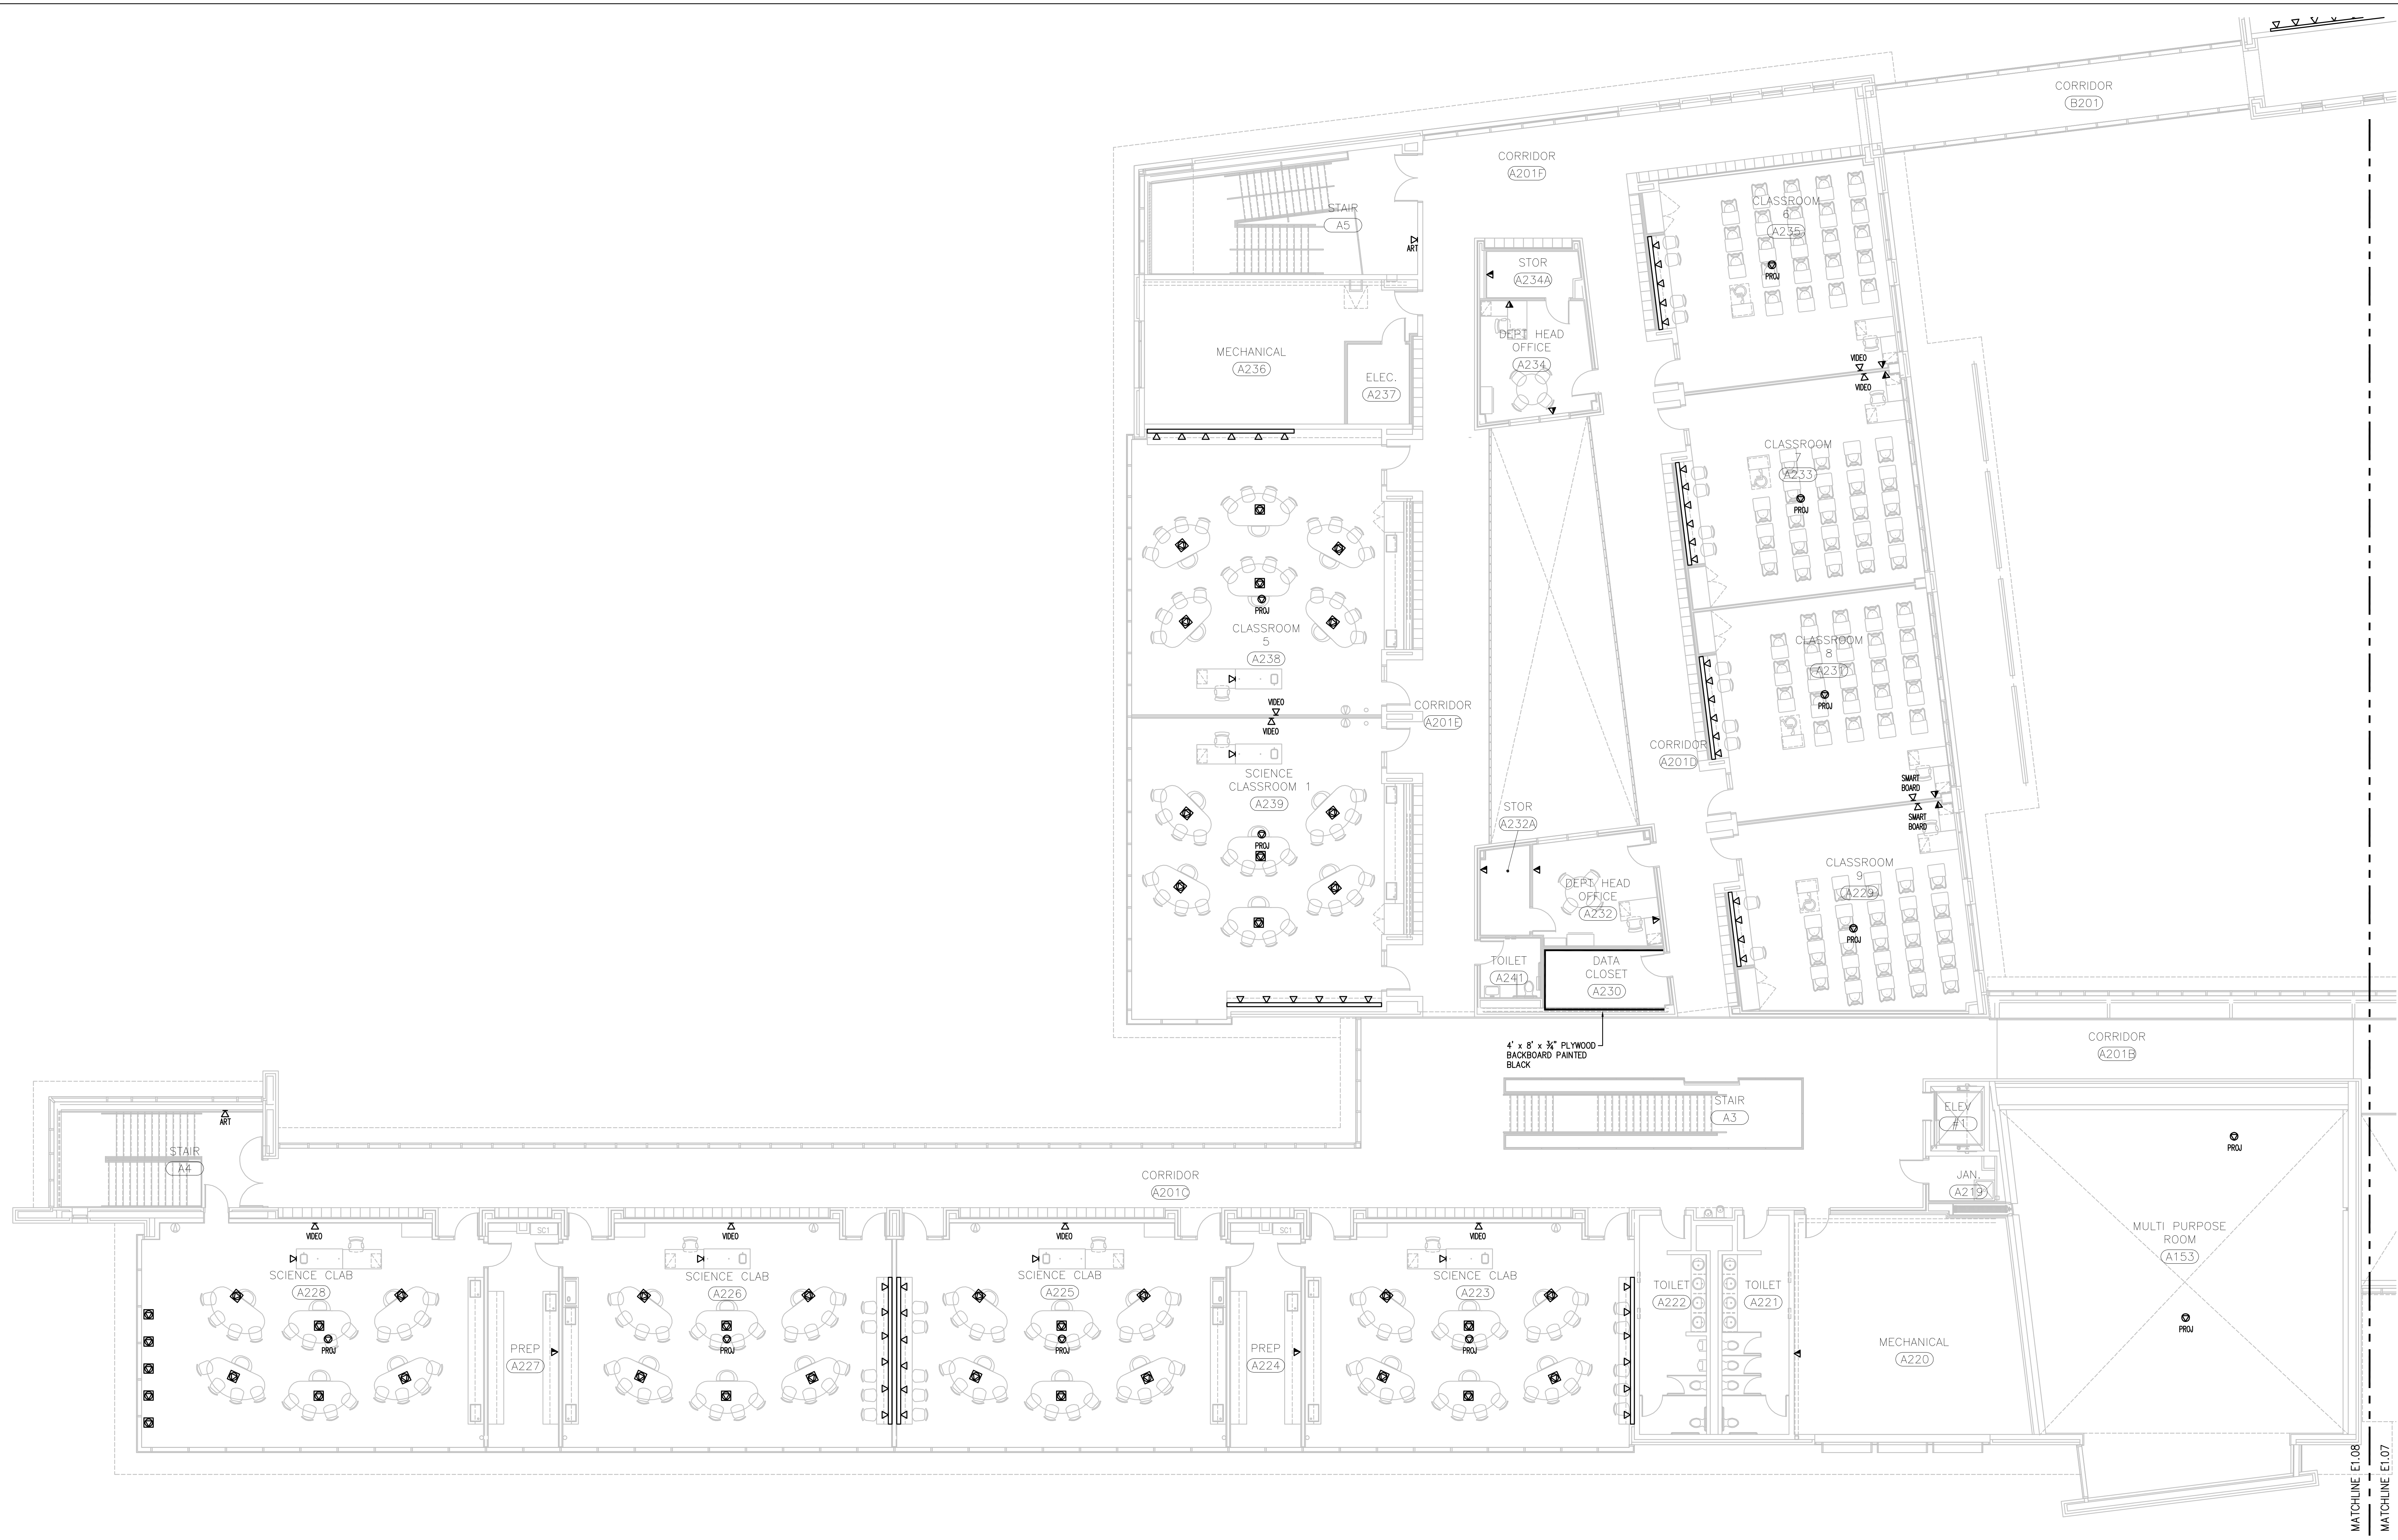 CORRIDOR
B201
CORRIDOR
A201F
STAIR
A5
ART
STOR
A234A
CLASSROOM
6
A235
PROJ
DEPT HEAD
OFFICE
A234
MECHANICAL
A236
ELEC.
A237
VIDEO
VIDEO
CLASSROOM
7
A233
PROJ
PROJ
CLASSROOM
5
A238
CLASSROOM
8
A231
PROJ
VIDEO
VIDEO
CORRIDOR
A201E
CORRIDOR
A201D
SCIENCE
CLASSROOM 1
A239
PROJ
SMART
BOARD
SMART
BOARD
STOR
A232A
DEPT HEAD
OFFICE
A232
CLASSROOM
9
A229
PROJ
TOILET
A241
DATA
CLOSET
A230
4' x 8' x ¾" PLYWOOD
BACKBOARD PAINTED
BLACK
CORRIDOR
A201B
STAIR
A3
ELEV
#1
ART
STAIR
A4
CORRIDOR
A201C
JAN.
A219
PROJ
MULTI PURPOSE
ROOM
A153
PROJ
VIDEO
SCIENCE CLAB
A228
PROJ
SC1
PREP
A227
VIDEO
SCIENCE CLAB
A226
PROJ
VIDEO
SCIENCE CLAB
A225
PROJ
SC1
PREP
A224
VIDEO
SCIENCE CLAB
A223
PROJ
TOILET
A222
TOILET
A221
MECHANICAL
A220
MATCHLINE E1.08
MATCHLINE E1.07